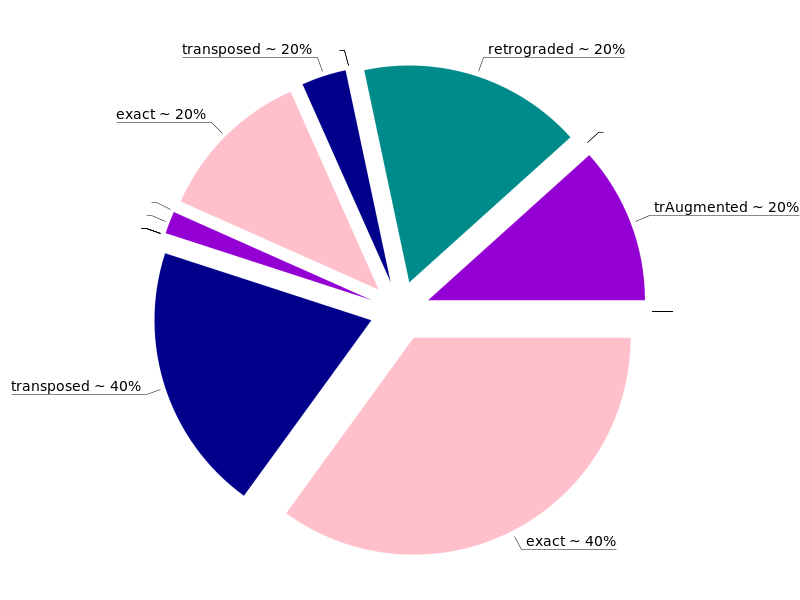 transposed ~ 20%
retrograded ~ 20%
exact ~ 20%
trAugmented ~ 20%
transposed ~ 40%
exact ~ 40%